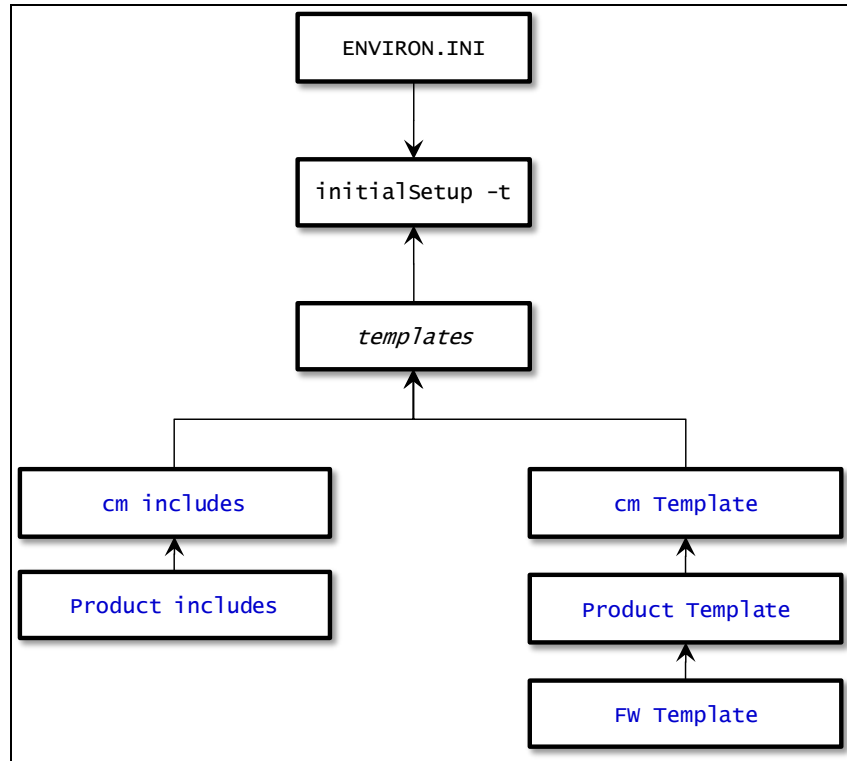 ENVIRON.INI
initialSetup -t
templates
cm includes
cm Template
Product includes
Product Template
FW Template